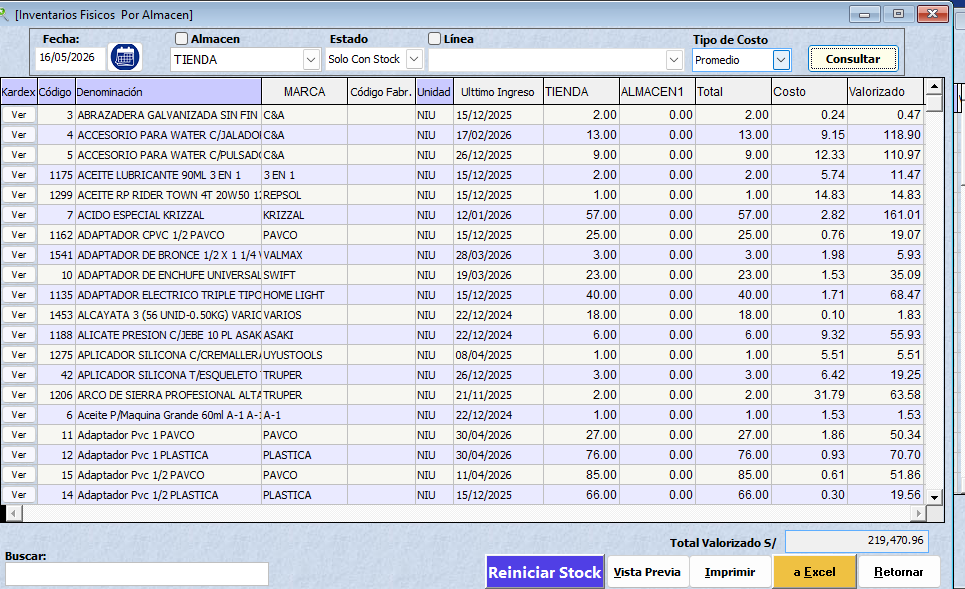 [Inventarios Fisicos Por Almacen]
Fecha: Almacen Estado Línea Tipo de Costo
16/05/2026 TIENDA Solo Con Stock Promedio Consultar
Kardex Código Denominación MARCA Código Fabr. Unidad Ulltimo Ingreso TIENDA ALMACEN1 Total Costo Valorizado
Ver 3 ABRAZADERA GALVANIZADA SIN FIN C&A NIU 15/12/2025 2.00 0.00 2.00 0.24 0.47
Ver 4 ACCESORIO PARA WATER C/JALADO C&A NIU 17/02/2026 13.00 0.00 13.00 9.15 118.90
Ver 5 ACCESORIO PARA WATER C/PULSAD C&A NIU 26/12/2025 9.00 0.00 9.00 12.33 110.97
Ver 1175 ACEITE LUBRICANTE 90ML 3 EN 1 3 EN 1 NIU 15/12/2025 2.00 0.00 2.00 5.74 11.47
Ver 1299 ACEITE RP RIDER TOWN 4T 20W50 1 REPSOL NIU 15/12/2025 1.00 0.00 1.00 14.83 14.83
Ver 7 ACIDO ESPECIAL KRIZZAL KRIZZAL NIU 12/01/2026 57.00 0.00 57.00 2.82 161.01
Ver 1162 ADAPTADOR CPVC 1/2 PAVCO PAVCO NIU 15/12/2025 25.00 0.00 25.00 0.76 19.07
Ver 1541 ADAPTADOR DE BRONCE 1/2 X 1 1/4 VALMAX NIU 28/03/2026 3.00 0.00 3.00 1.98 5.93
Ver 10 ADAPTADOR DE ENCHUFE UNIVERSAL SWIFT NIU 19/03/2026 23.00 0.00 23.00 1.53 35.09
Ver 1135 ADAPTADOR ELECTRICO TRIPLE TIPO HOME LIGHT NIU 15/12/2025 40.00 0.00 40.00 1.71 68.47
Ver 1453 ALCAYATA 3 (56 UNID-0.50KG) VARIO VARIOS NIU 22/12/2024 18.00 0.00 18.00 0.10 1.83
Ver 1188 ALICATE PRESION C/JEBE 10 PL ASAK ASAKI NIU 22/12/2024 6.00 0.00 6.00 9.32 55.93
Ver 1275 APLICADOR SILICONA C/CREMALLERA UYUSTOOLS NIU 08/04/2025 1.00 0.00 1.00 5.51 5.51
Ver 42 APLICADOR SILICONA T/ESQUELETO TRUPER NIU 26/12/2025 3.00 0.00 3.00 6.42 19.25
Ver 1206 ARCO DE SIERRA PROFESIONAL ALTA TRUPER NIU 21/11/2025 2.00 0.00 2.00 31.79 63.58
Ver 6 Aceite P/Maquina Grande 60ml A-1 A- A-1 NIU 22/12/2024 1.00 0.00 1.00 1.53 1.53
Ver 11 Adaptador Pvc 1 PAVCO PAVCO NIU 30/04/2026 27.00 0.00 27.00 1.86 50.34
Ver 12 Adaptador Pvc 1 PLASTICA PLASTICA NIU 30/04/2026 76.00 0.00 76.00 0.93 70.70
Ver 15 Adaptador Pvc 1/2 PAVCO PAVCO NIU 11/04/2026 85.00 0.00 85.00 0.61 51.86
Ver 14 Adaptador Pvc 1/2 PLASTICA PLASTICA NIU 15/12/2025 66.00 0.00 66.00 0.30 19.56
Total Valorizado S/ 219,470.96
Buscar:
Reiniciar Stock Vista Previa Imprimir a Excel Retornar